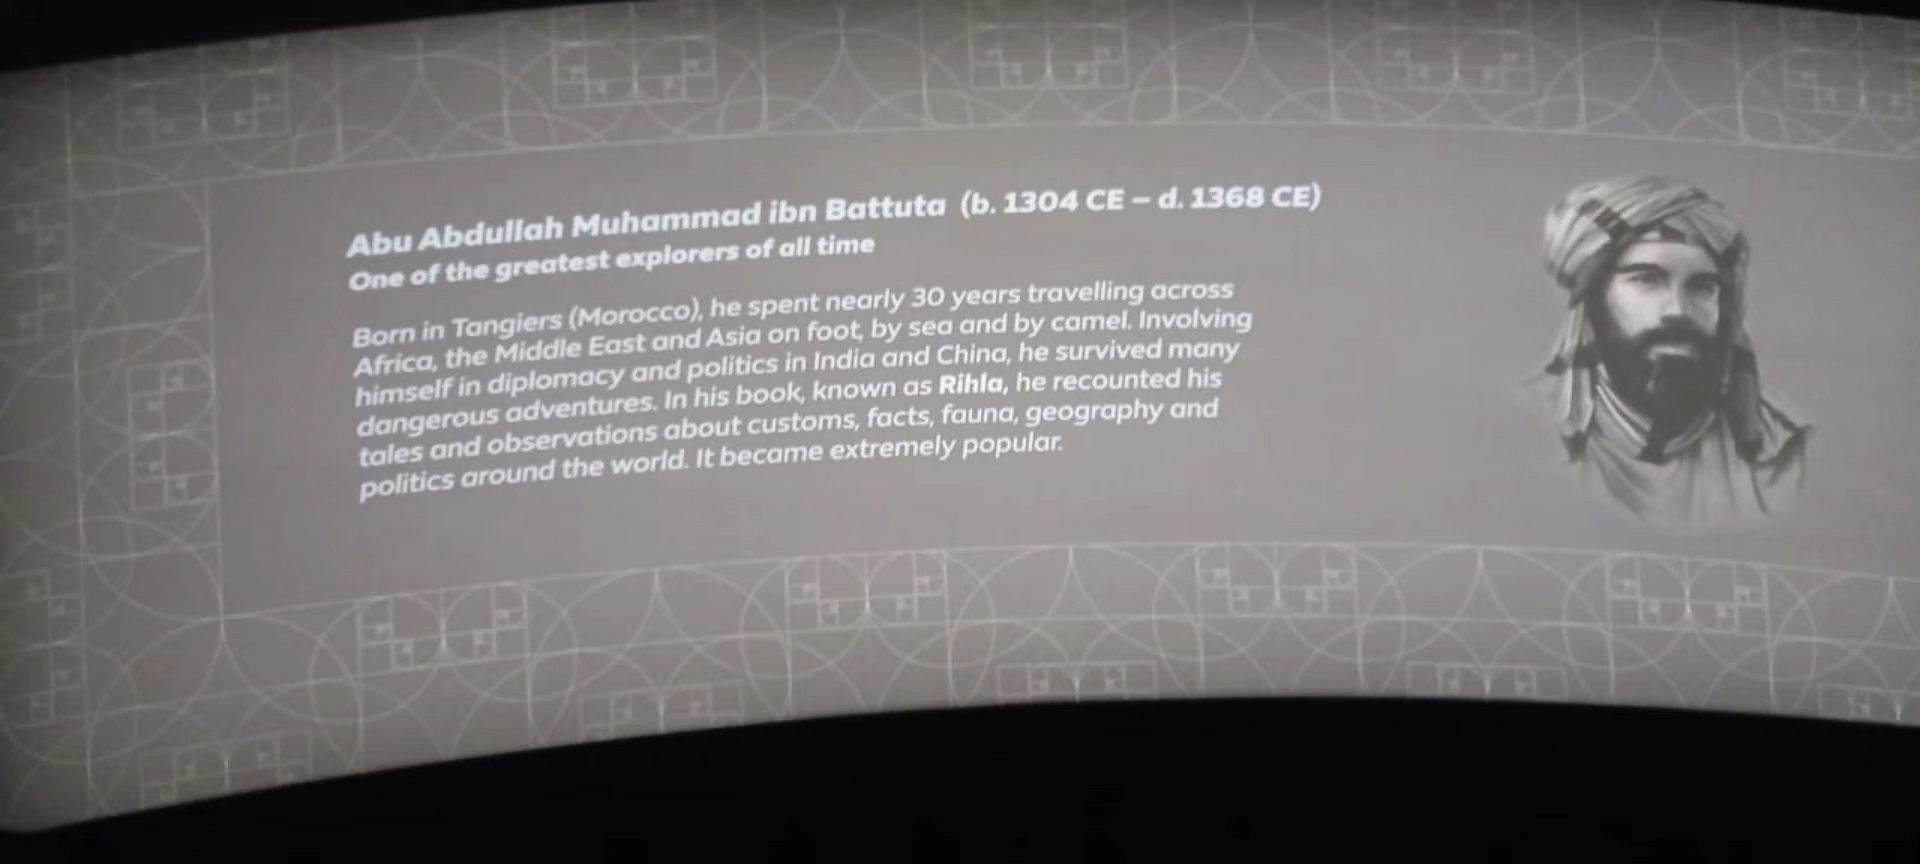 Abu Abdullah Muhammad ibn Battuta (b. 1304 CE – d. 1368 CE)
One of the greatest explorers of all time
Born in Tangiers (Morocco), he spent nearly 30 years travelling across
Africa, the Middle East and Asia on foot, by sea and by camel. Involving
himself in diplomacy and politics in India and China, he survived many
dangerous adventures. In his book, known as Rihla, he recounted his
tales and observations about customs, facts, fauna, geography and
politics around the world. It became extremely popular.